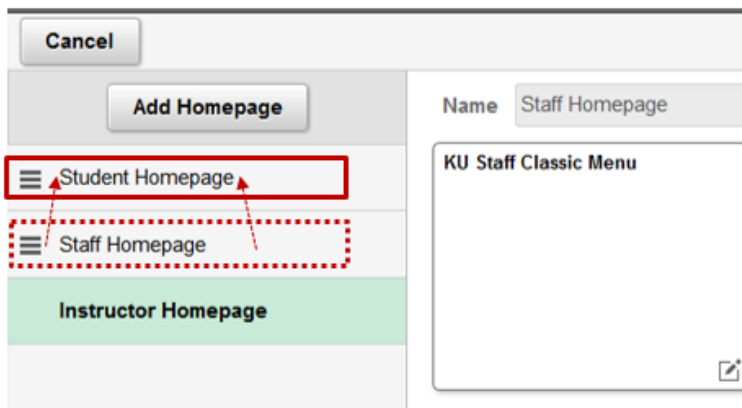 Cancel
Add Homepage
Name Staff Homepage
KU Staff Classic Menu
Student Homepage
Staff Homepage
Instructor Homepage